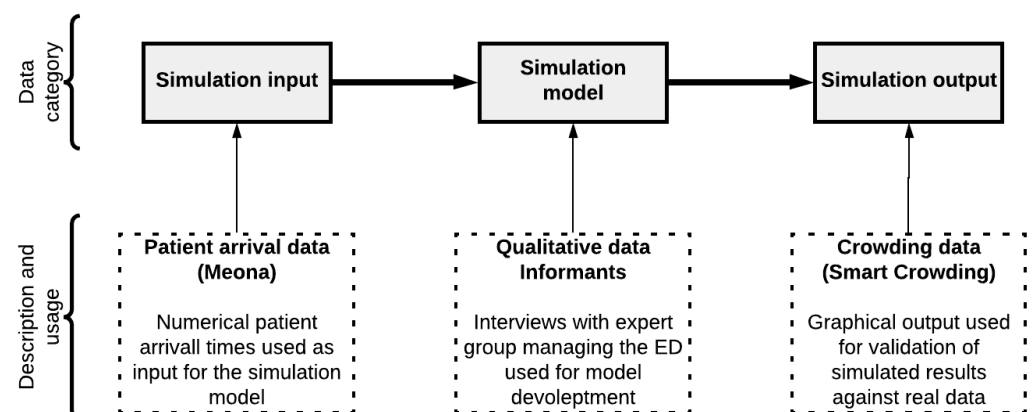 Data
category
Simulation input
Simulation
model
Simulation output
Description and
usage
Patient arrival data
(Meona)
Numerical patient
arrivall times used as
input for the simulation
model
Qualitative data
Informants
Interviews with expert
group managing the ED
used for model
devoleptment
Crowding data
(Smart Crowding)
Graphical output used
for validation of
simulated results
against real data